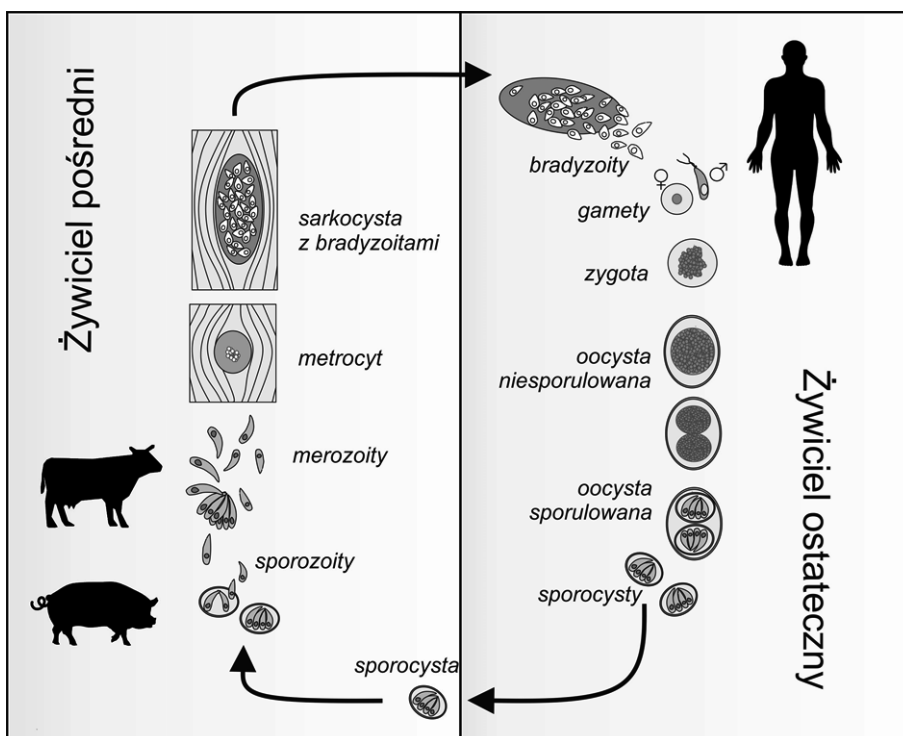 Żywiciel pośredni
sarkocysta
z bradyzoitami
metrocyt
merozoity
sporozoity
sporocysta
bradyzoity
♀ ♂
gamety
zygota
oocysta
niesporulowana
oocysta
sporulowana
sporocysty
Żywiciel ostateczny